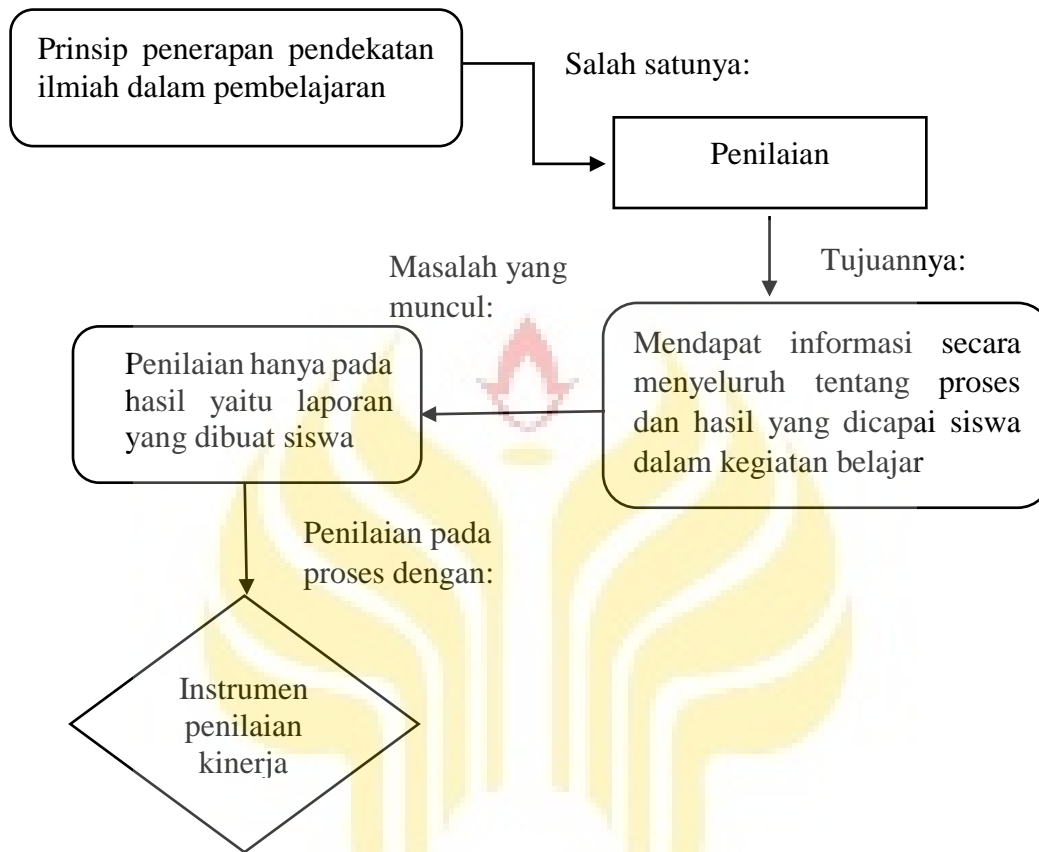 Prinsip penerapan pendekatan
ilmiah dalam pembelajaran
Salah satunya:
Penilaian
Tujuannya:
Masalah yang
muncul:
Mendapat informasi secara
menyeluruh tentang proses
dan hasil yang dicapai siswa
dalam kegiatan belajar
Penilaian hanya pada
hasil yaitu laporan
yang dibuat siswa
Penilaian pada
proses dengan:
Instrumen
penilaian
kinerja